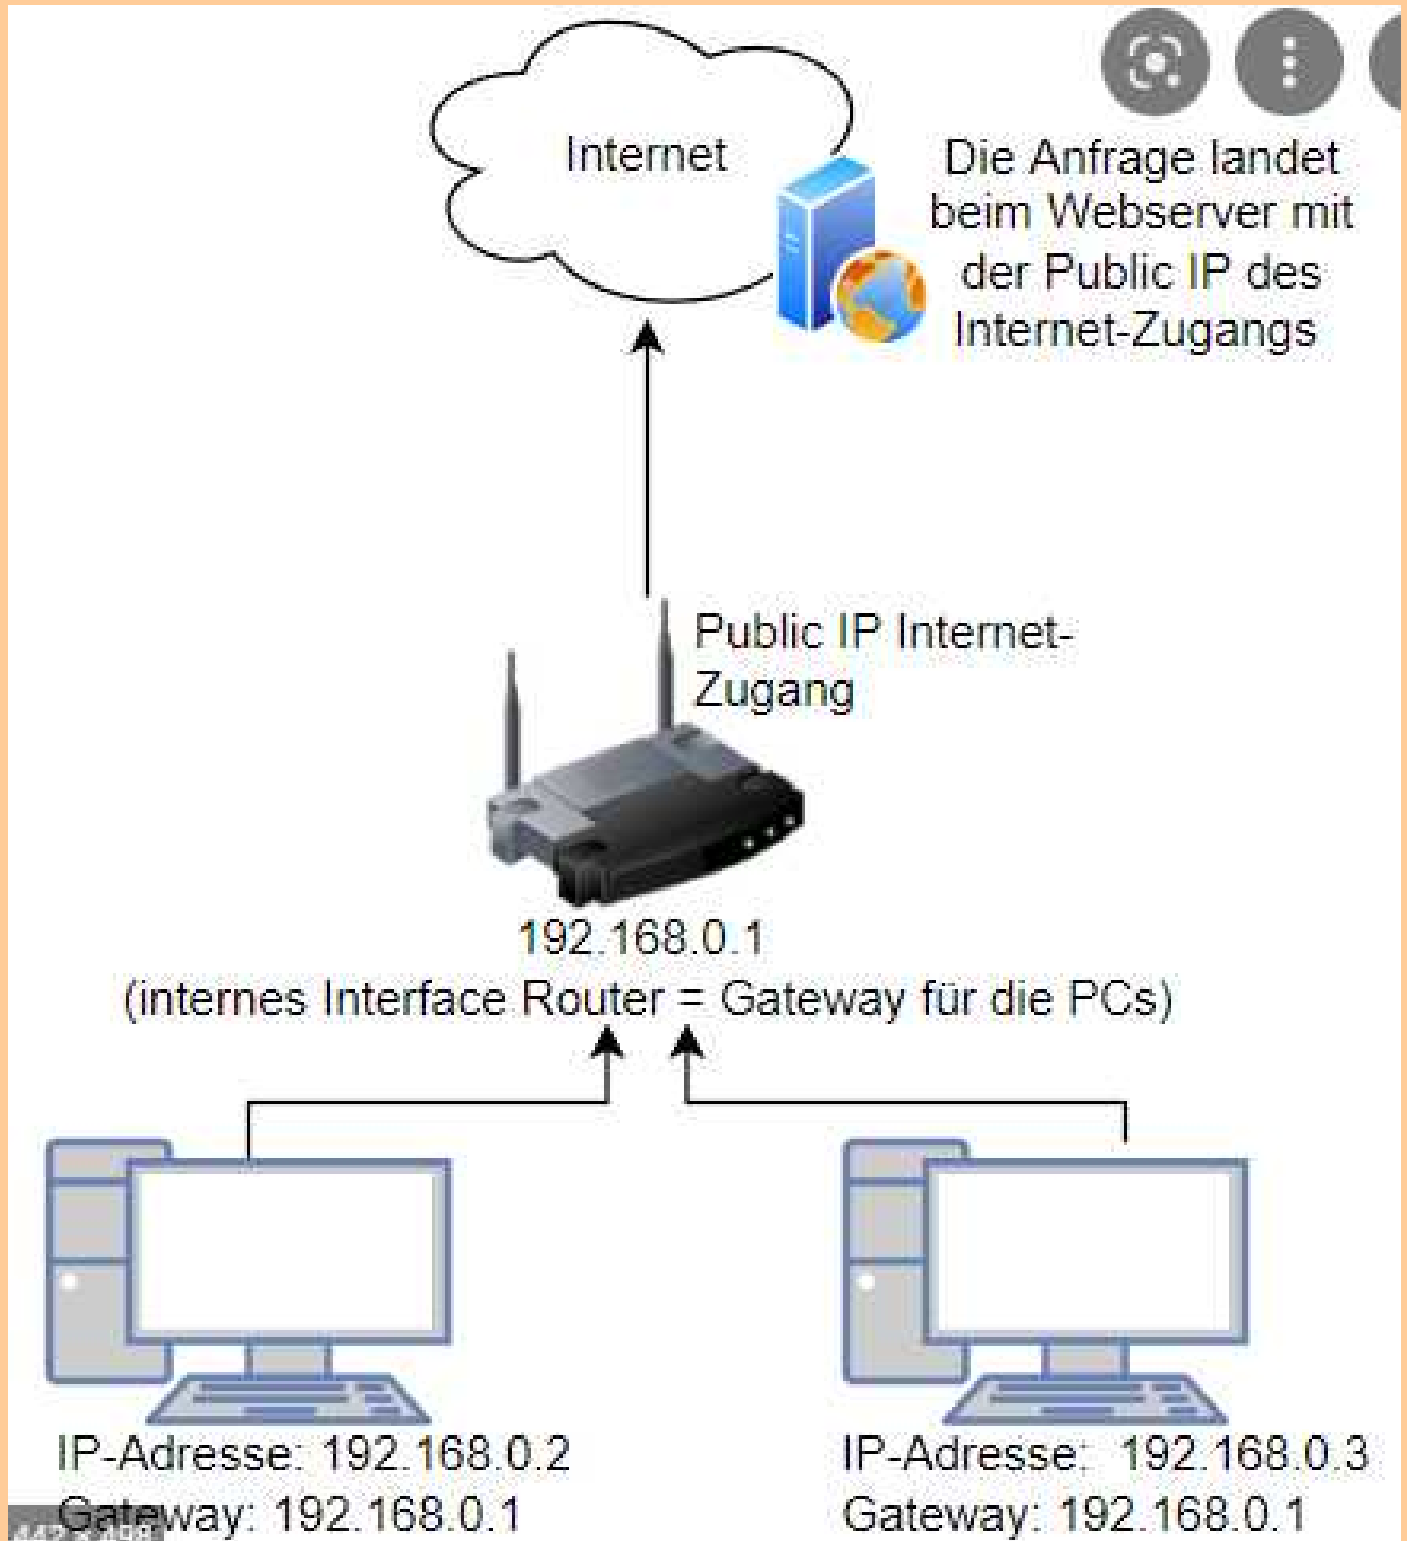 Internet
Die Anfrage landet
beim Webserver mit
der Public IP des
Internet-Zugangs
Public IP Internet-
Zugang
192.168.0.1
(internes Interface Router = Gateway für die PCs)
IP-Adresse: 192.168.0.2
Gateway: 192.168.0.1
IP-Adresse: 192.168.0.3
Gateway: 192.168.0.1